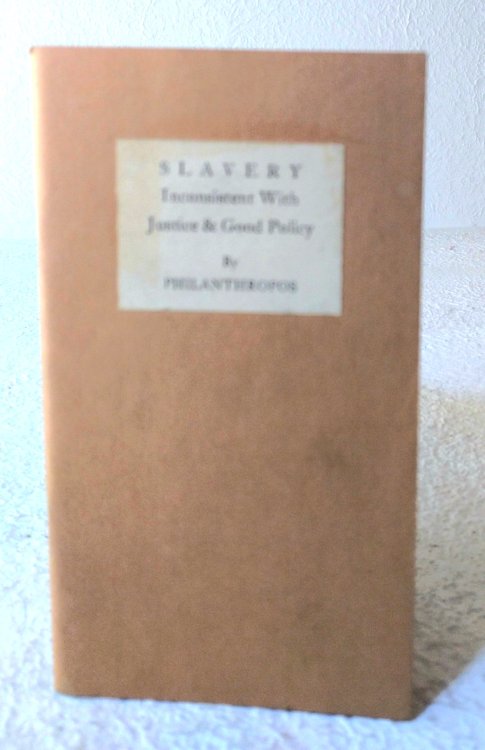 SLAVERY
Inconsistent With
Justice & Good Policy
By
PHILANTHROPOS